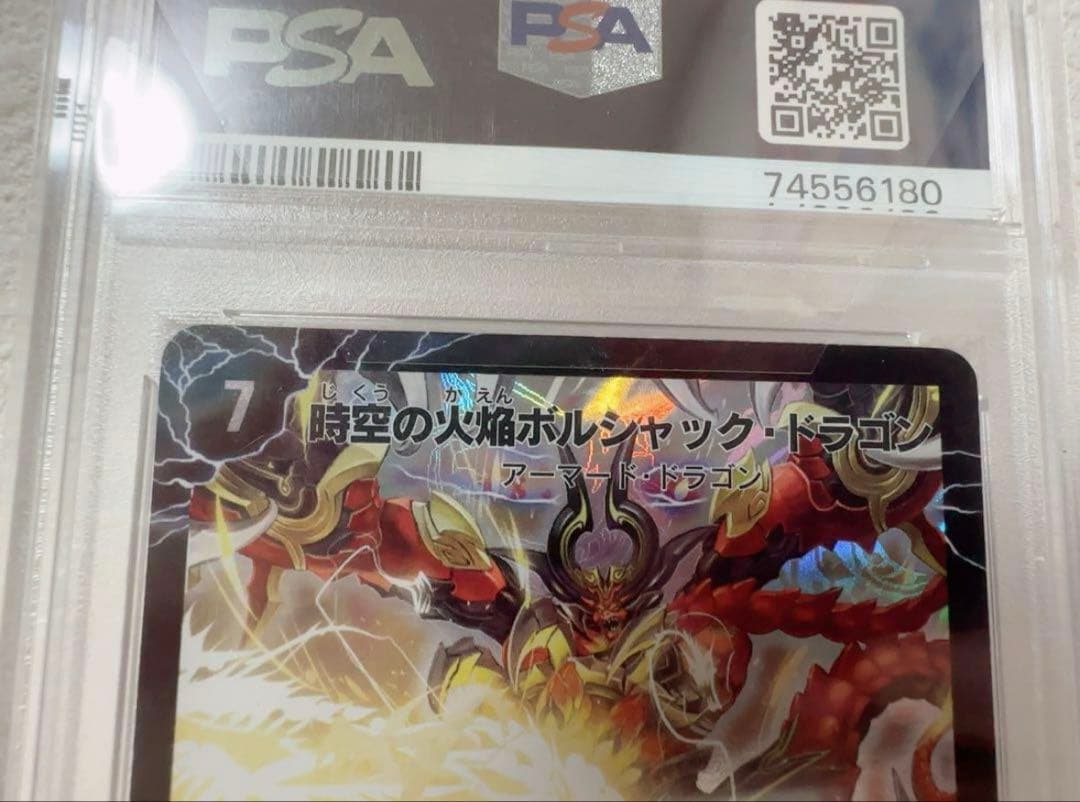 PSA
PSA
74556180
7
じくう かえん
時空の火焔ボルシャック・ドラゴン
アーマード・ドラゴン